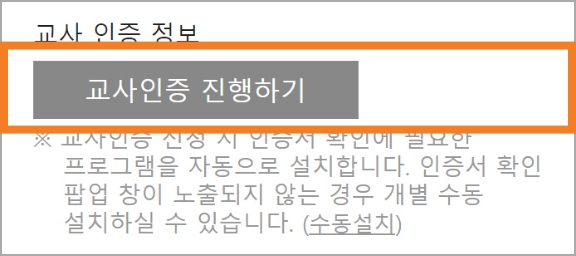 교사 인증 정보
교사인증 진행하기
※ 교사인증 신청 시 인증서 확인에 필요한
프로그램을 자동으로 설치합니다. 인증서 확인
팝업 창이 노출되지 않는 경우 개별 수동
설치하실 수 있습니다. (수동설치)